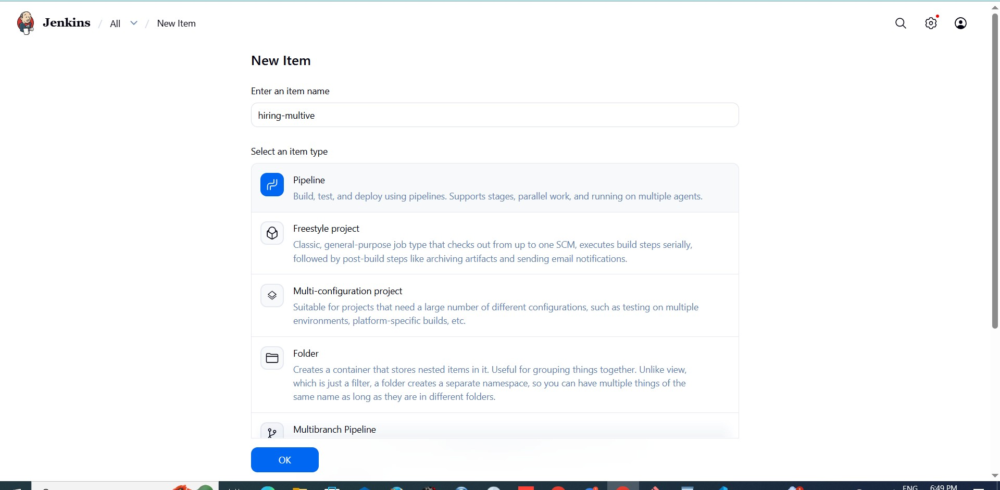 Jenkins / All / New Item
New Item
Enter an item name
hiring-multive
Select an item type
Pipeline
Build, test, and deploy using pipelines. Supports stages, parallel work, and running on multiple agents.
Freestyle project
Classic, general-purpose job type that checks out from up to one SCM, executes build steps serially,
followed by post-build steps like archiving artifacts and sending email notifications.
Multi-configuration project
Suitable for projects that need a large number of different configurations, such as testing on multiple
environments, platform-specific builds, etc.
Folder
Creates a container that stores nested items in it. Useful for grouping things together. Unlike view,
which is just a filter, a folder creates a separate namespace, so you can have multiple things of the
same name as long as they are in different folders.
Multibranch Pipeline
OK
ENG 6:49 PM